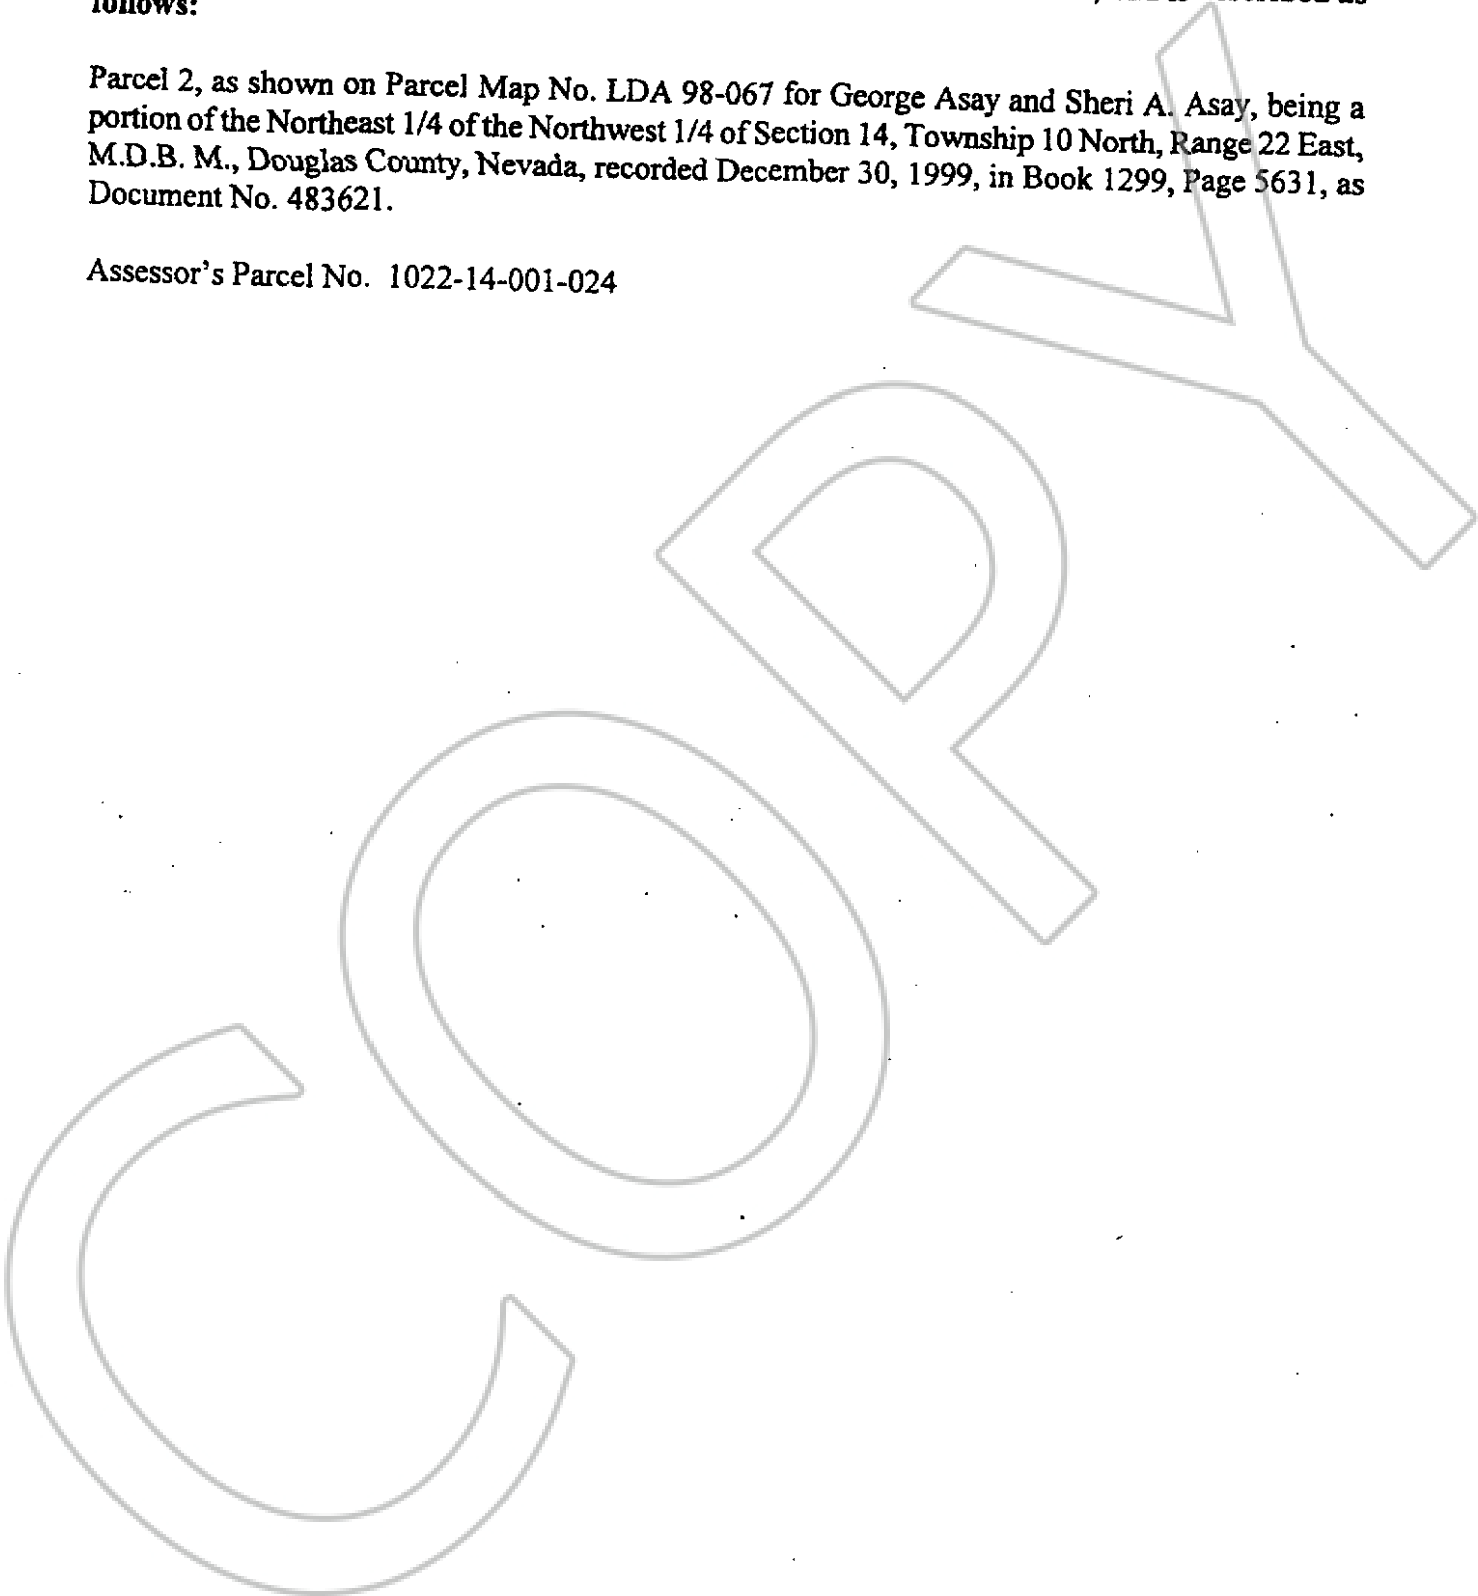 follows:
Parcel 2, as shown on Parcel Map No. LDA 98-067 for George Asay and Sheri A. Asay, being a
portion of the Northeast 1/4 of the Northwest 1/4 of Section 14, Township 10 North, Range 22 East,
M.D.B. M., Douglas County, Nevada, recorded December 30, 1999, in Book 1299, Page 5631, as
Document No. 483621.
Assessor's Parcel No. 1022-14-001-024
COPY